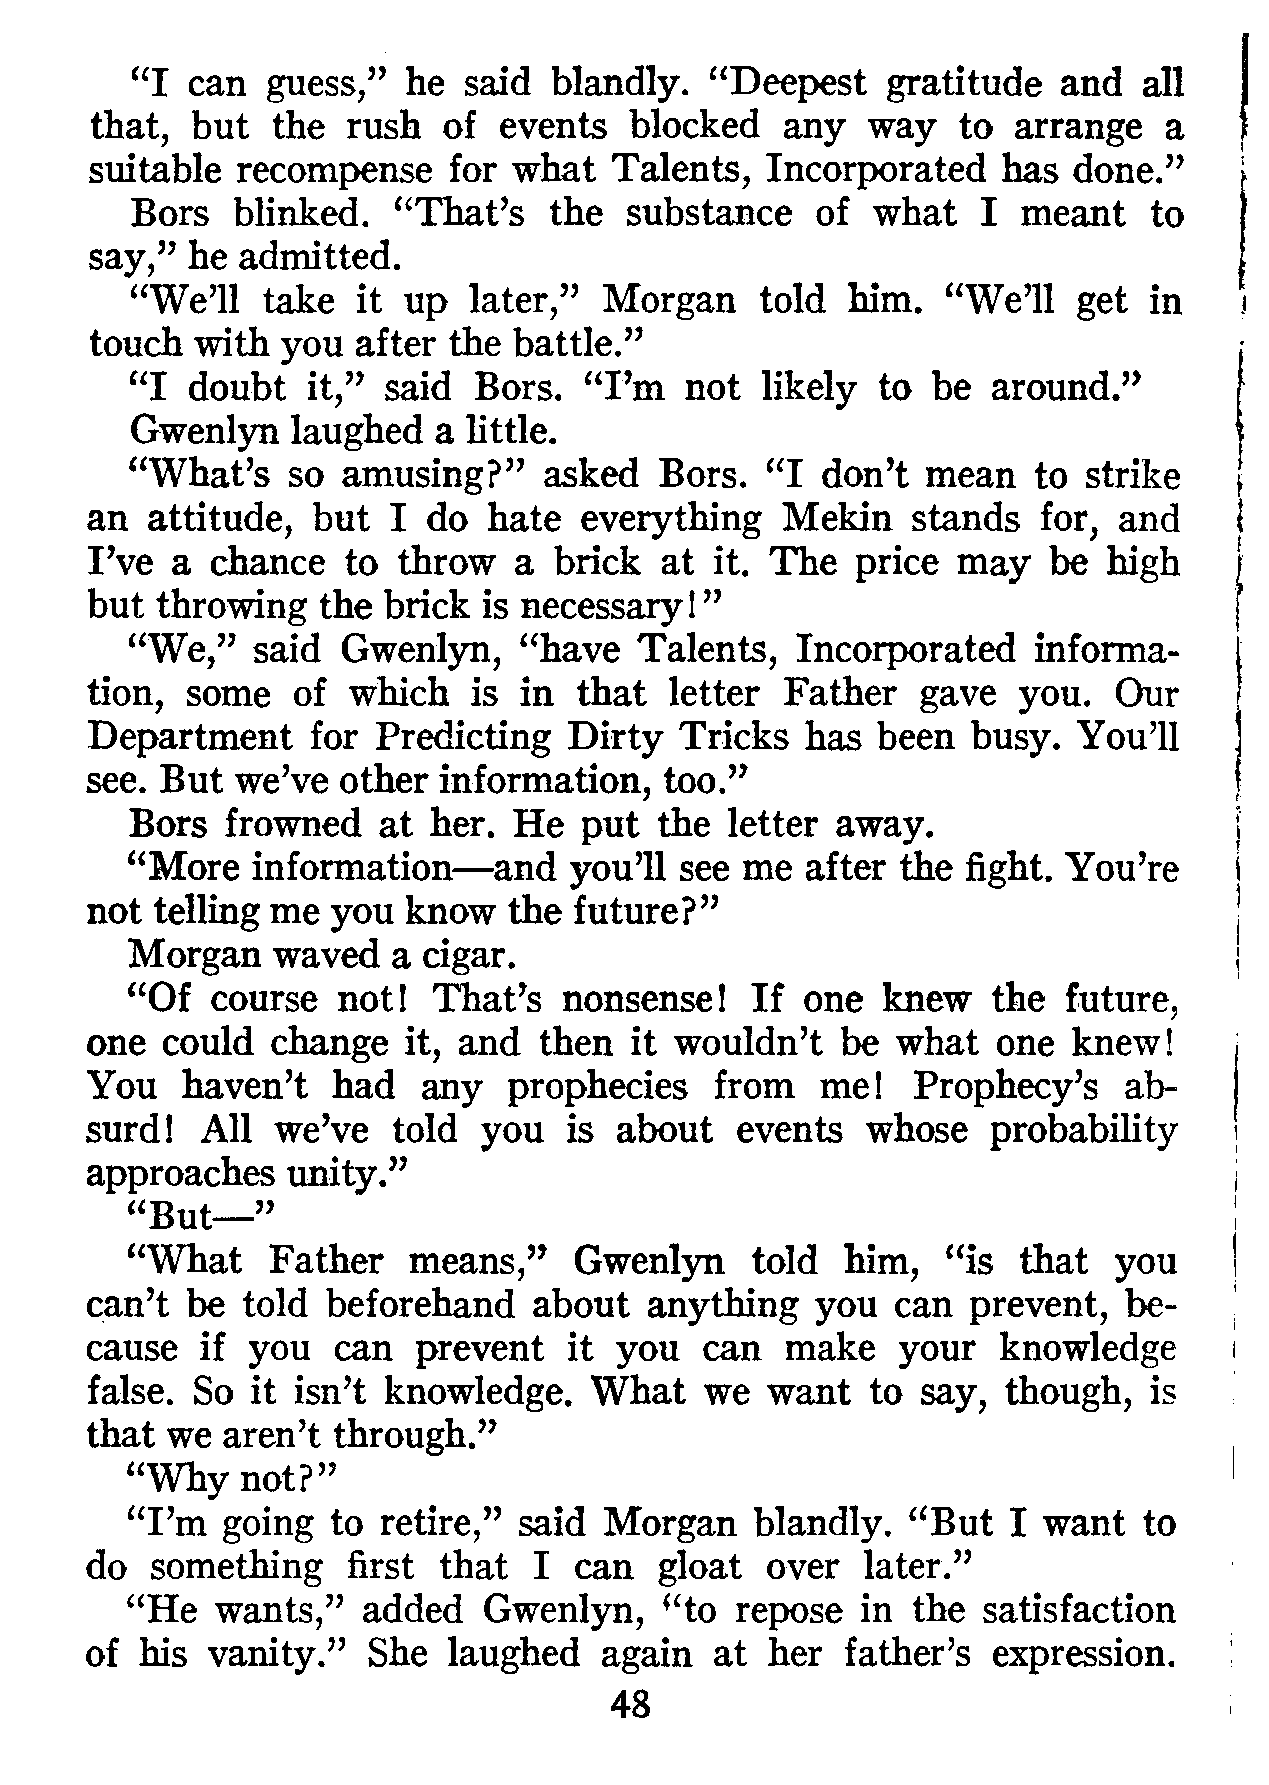 “I can guess,” he said blandly. “Deepest gratitude and all
that, but the rush of events blocked any way to arrange a
suitable recompense for what Talents, Incorporated has done.”
Bors blinked. “That’s the substance of what I meant to
say,” he admitted.
“We’ll take it up later,” Morgan told him. “We’ll get in
touch with you after the battle.”
“I doubt it,” said Bors. “I’m not likely to be around.”
Gwenlyn laughed a little.
“What’s so amusing?” asked Bors. “I don’t mean to strike
an attitude, but I do hate everything Mekin stands for, and
I’ve a chance to throw a brick at it. The price may be high
but throwing the brick is necessary!”
“We,” said Gwenlyn, “have Talents, Incorporated informa-
tion, some of which is in that letter Father gave you. Our
Department for Predicting Dirty Tricks has been busy. You’ll
see. But we’ve other information, too.”
Bors frowned at her. He put the letter away.
“More information—and you’ll see me after the fight. You’re
not telling me you know the future?”
Morgan waved a cigar.
“Of course not! That’s nonsense! If one knew the future,
one could change it, and then it wouldn’t be what one knew!
You haven’t had any prophecies from me! Prophecy’s ab-
surd! All we’ve told you is about events whose probability
approaches unity.”
“But—”
“What Father means,” Gwenlyn told him, “is that you
can’t be told beforehand about anything you can prevent, be-
cause if you can prevent it you can make your knowledge
false. So it isn’t knowledge. What we want to say, though, is
that we aren’t through.”
“Why not?”
“I’m going to retire,” said Morgan blandly. “But I want to
do something first that I can gloat over later.”
“He wants,” added Gwenlyn, “to repose in the satisfaction
of his vanity.” She laughed again at her father’s expression.
48